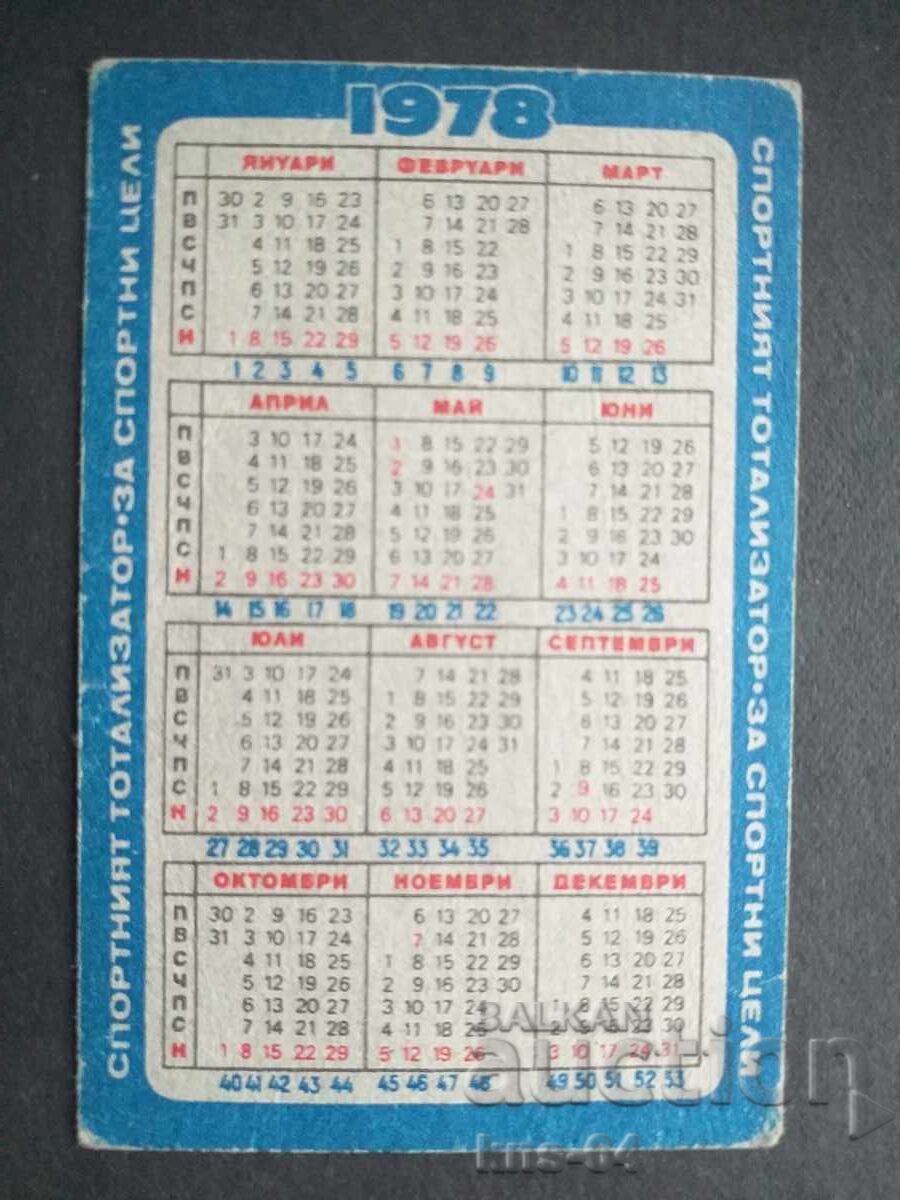 1978
СПОРТНИЯТ ТОТАЛИЗАТОР·ЗА СПОРТНИ ЦЕЛИ
ЯНУАРИ ФЕВРУАРИ МАРТ
П 30 2 9 16 23 6 13 20 27 6 13 20 27
В 31 3 10 17 24 7 14 21 28 7 14 21 28
С 4 11 18 25 1 8 15 22 1 8 15 22 29
Ч 5 12 19 26 2 9 16 23 2 9 16 23 30
П 6 13 20 27 3 10 17 24 3 10 17 24 31
С 7 14 21 28 4 11 18 25 4 11 18 25
Н 1 8 15 22 29 5 12 19 26 5 12 19 26
1 2 3 4 5 6 7 8 9 10 11 12 13
АПРИЛ МАЙ ЮНИ
П 3 10 17 24 1 8 15 22 29 5 12 19 26
В 4 11 18 25 2 9 16 23 30 6 13 20 27
С 5 12 19 26 3 10 17 24 31 7 14 21 28
Ч 6 13 20 27 4 11 18 25 1 8 15 22 29
П 7 14 21 28 5 12 19 26 2 9 16 23 30
С 1 8 15 22 29 6 13 20 27 3 10 17 24
Н 2 9 16 23 30 7 14 21 28 4 11 18 25
14 15 16 17 18 19 20 21 22 23 24 25 26
ЮЛИ АВГУСТ СЕПТЕМВРИ
П 31 3 10 17 24 7 14 21 28 4 11 18 25
В 4 11 18 25 1 8 15 22 29 5 12 19 26
С 5 12 19 26 2 9 16 23 30 6 13 20 27
Ч 6 13 20 27 3 10 17 24 31 7 14 21 28
П 7 14 21 28 4 11 18 25 1 8 15 22 29
С 1 8 15 22 29 5 12 19 26 2 9 16 23 30
Н 2 9 16 23 30 6 13 20 27 3 10 17 24
27 28 29 30 31 32 33 34 35 36 37 38 39
ОКТОМВРИ НОЕМВРИ ДЕКЕМВРИ
П 30 2 9 16 23 6 13 20 27 4 11 18 25
В 31 3 10 17 24 7 14 21 28 5 12 19 26
С 4 11 18 25 1 8 15 22 29 6 13 20 27
Ч 5 12 19 26 2 9 16 23 30 7 14 21 28
П 6 13 20 27 3 10 17 24 1 8 15 22 29
С 7 14 21 28 4 11 18 25 2 9 16 23 30
Н 1 8 15 22 29 5 12 19 26 3 10 17 24 31
40 41 42 43 44 45 46 47 48 49 50 51 52 53
СПОРТНИЯТ ТОТАЛИЗАТОР·ЗА СПОРТНИ ЦЕЛИ
BALKAN
auction
kns-64